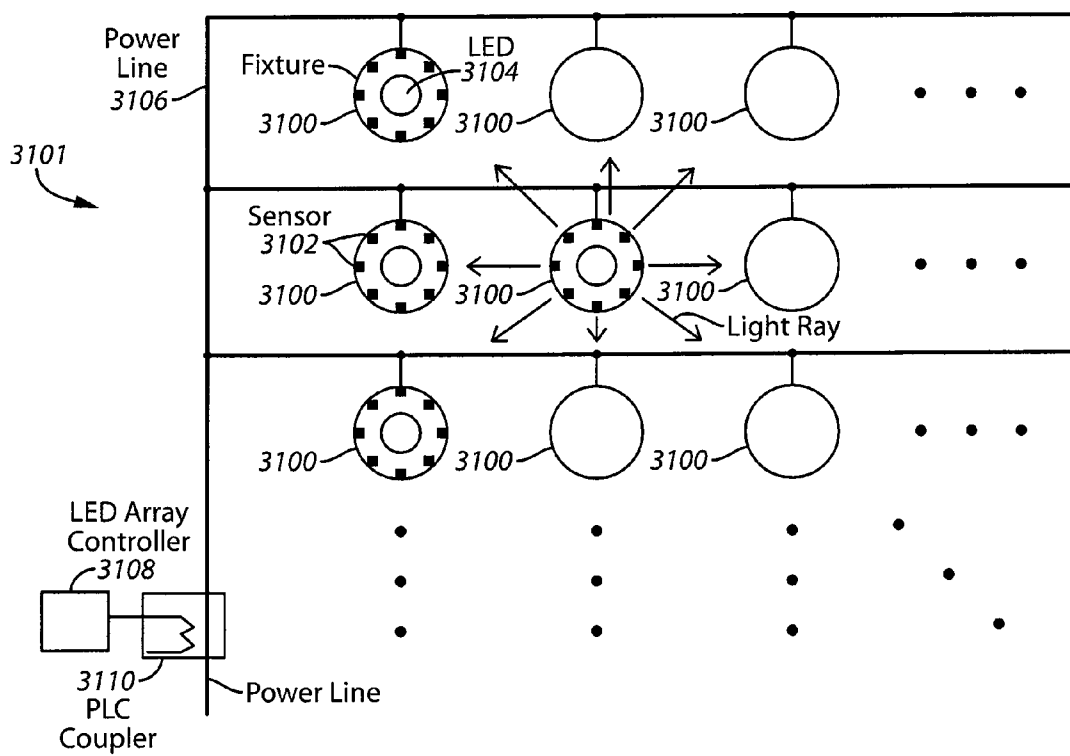 Power
Line
3106
Fixture
LED
3104
3100
3100
3100
3101
Sensor
3102
3100
3100
3100
Light Ray
3100
3100
3100
LED Array
Controller
3108
3110
PLC
Coupler
Power Line